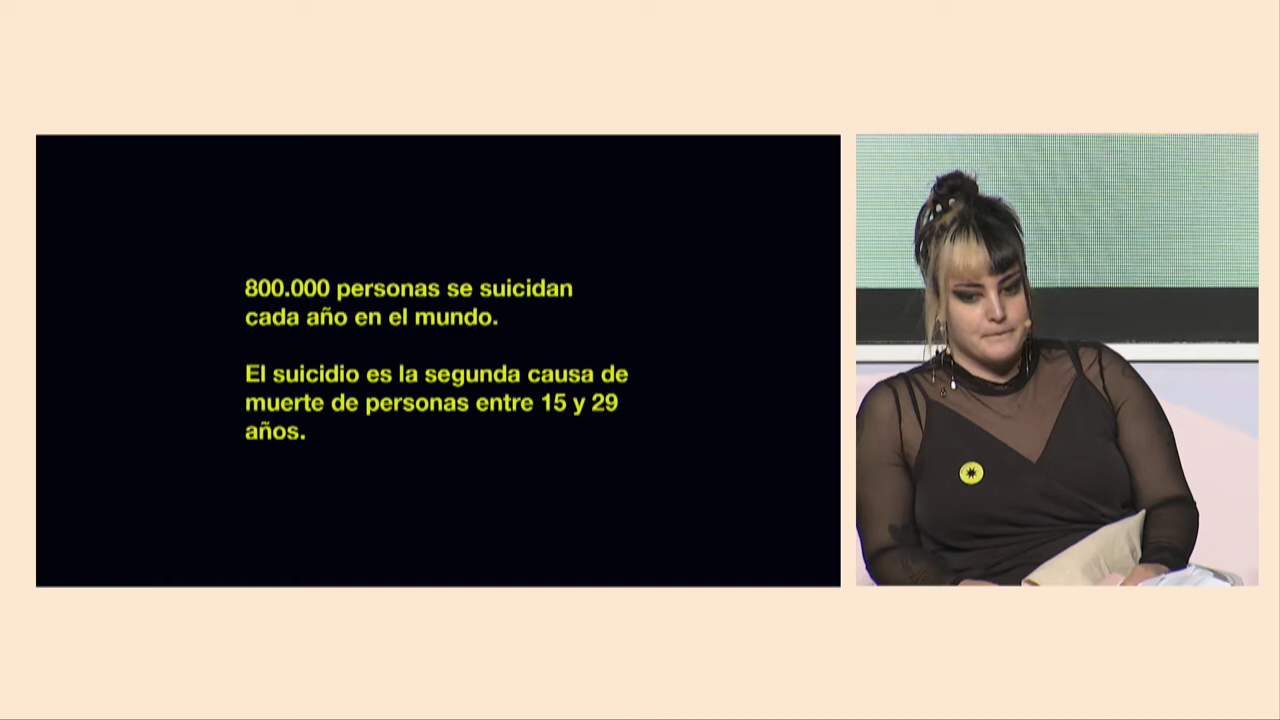 800.000 personas se suicidan
cada año en el mundo.
El suicidio es la segunda causa de
muerte de personas entre 15 y 29
años.